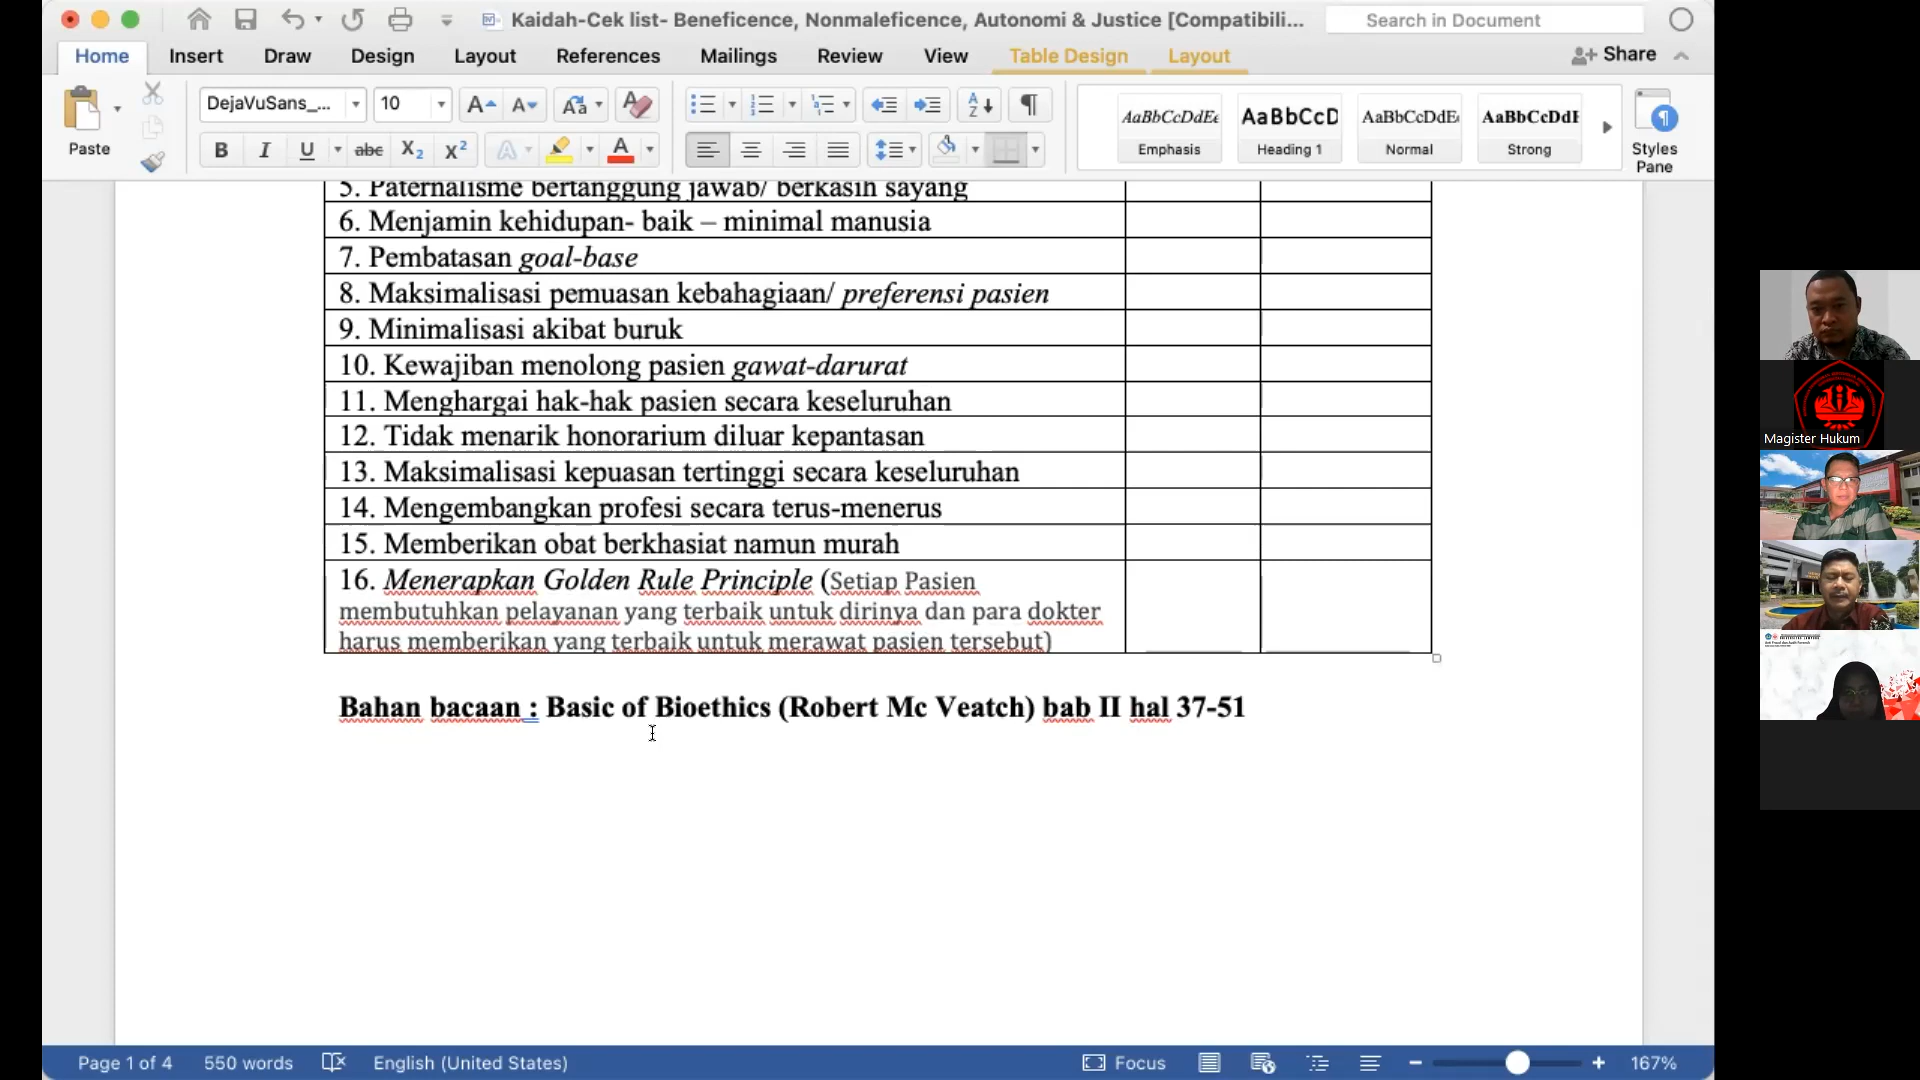 Kaidah-Cek list- Beneficence, Nonmaleficence, Autonomi & Justice [Compatibili...
Search in Document
Home Insert Draw Design Layout References Mailings Review View Table Design Layout
Share
Paste
DejaVuSans_... 10
AaBbCcDdEe AaBbCcD AaBbCcDdE AaBbCcDdE
Emphasis Heading 1 Normal Strong
Styles Pane
5. Paternalisme bertanggung jawab/ berkasih sayang
6. Menjamin kehidupan- baik – minimal manusia
7. Pembatasan goal-base
8. Maksimalisasi pemuasan kebahagiaan/ preferensi pasien
9. Minimalisasi akibat buruk
10. Kewajiban menolong pasien gawat-darurat
11. Menghargai hak-hak pasien secara keseluruhan
12. Tidak menarik honorarium diluar kepantasan
13. Maksimalisasi kepuasan tertinggi secara keseluruhan
14. Mengembangkan profesi secara terus-menerus
15. Memberikan obat berkhasiat namun murah
16. Menerapkan Golden Rule Principle (Setiap Pasien
membutuhkan pelayanan yang terbaik untuk dirinya dan para dokter
harus memberikan yang terbaik untuk merawat pasien tersebut)
Bahan bacaan : Basic of Bioethics (Robert Mc Veatch) bab II hal 37-51
Magister Hukum
Page 1 of 4 550 words English (United States) Focus 167%